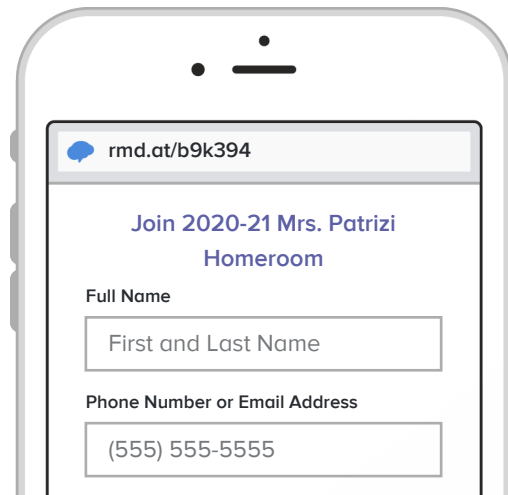 rmd.at/b9k394
Join 2020-21 Mrs. Patrizi
Homeroom
Full Name
First and Last Name
Phone Number or Email Address
(555) 555-5555